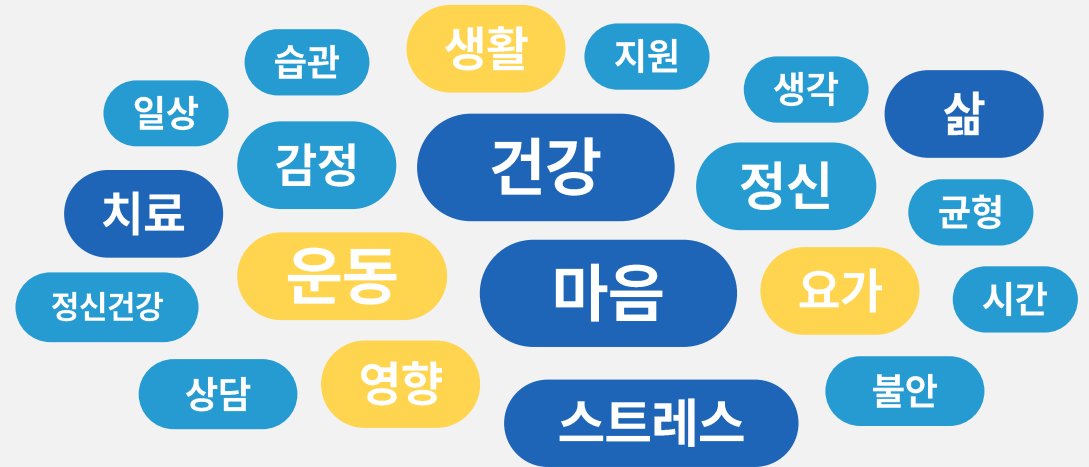 생활
습관
지원
생각
일상
삶
감정
건강
정신
치료
균형
운동
마음
요가
정신건강
시간
상담
영향
스트레스
불안